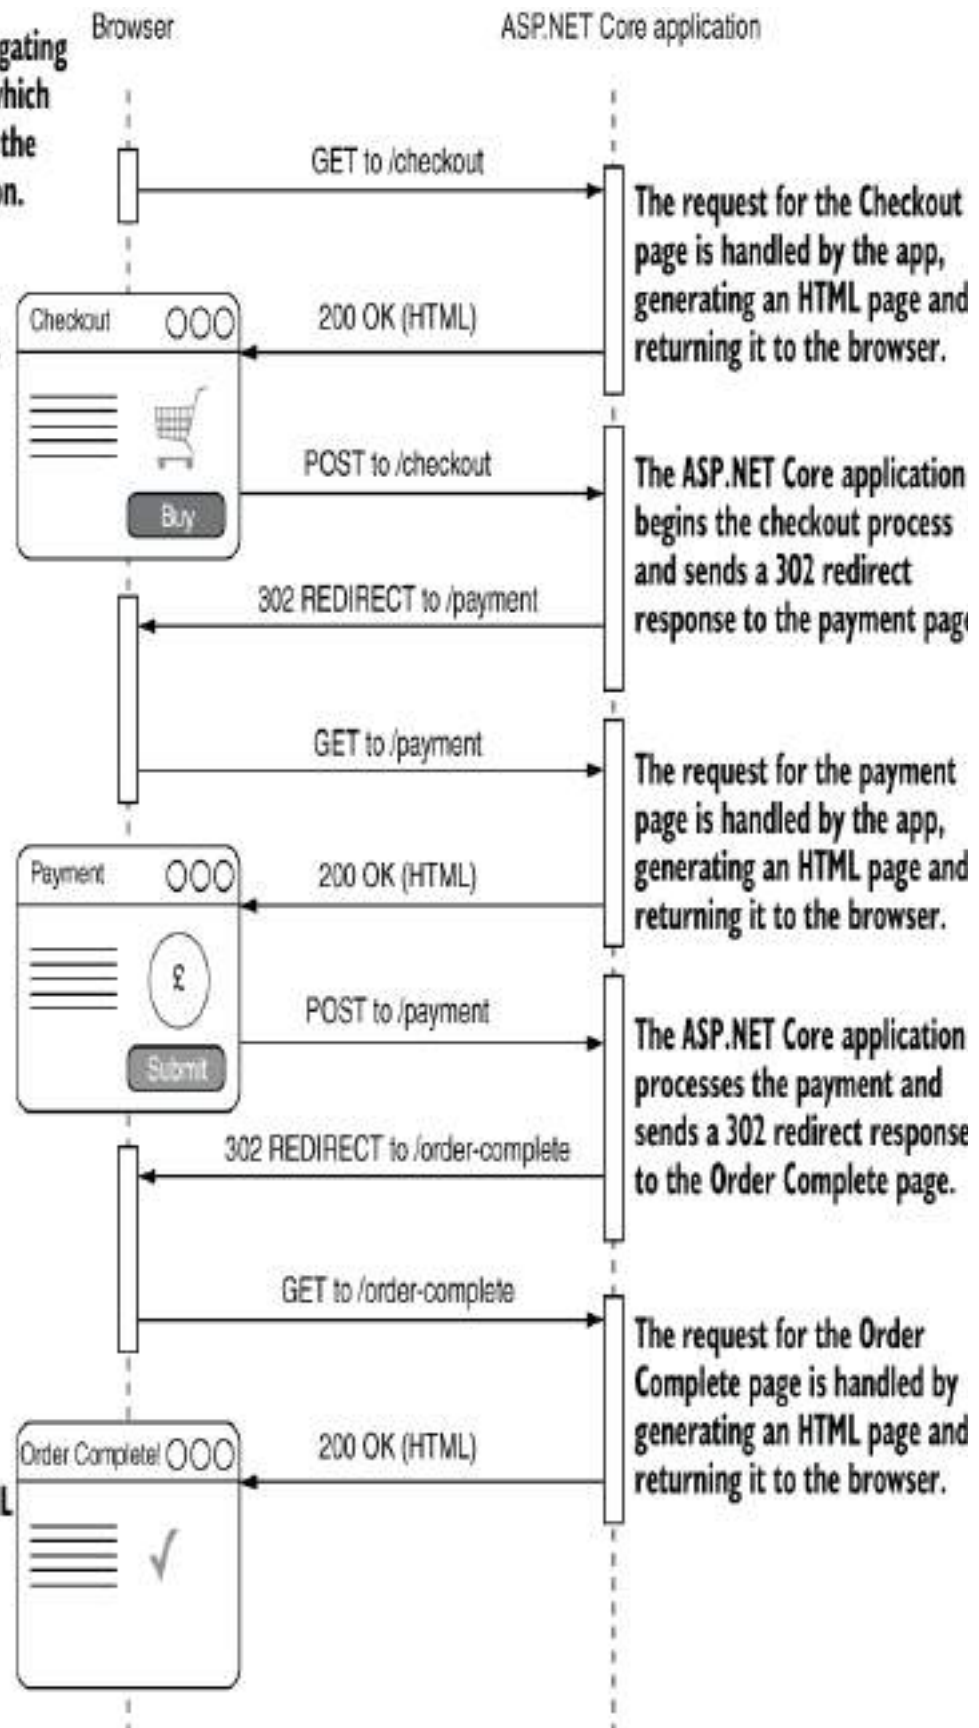 Browser
ASP.NET Core application
the
GET to /checkout
The request for the Checkout
page is handled by the app,
generating an HTML page and
returning it to the browser.
Checkout
200 OK (HTML)
POST to /checkout
Buy
The ASP.NET Core application
begins the checkout process
and sends a 302 redirect
response to the payment page
302 REDIRECT to /payment
GET to /payment
The request for the payment
page is handled by the app,
generating an HTML page and
returning it to the browser.
Payment
200 OK (HTML)
£
POST to /payment
Submit
The ASP.NET Core application
processes the payment and
sends a 302 redirect response
to the Order Complete page.
302 REDIRECT to /order-complete
GET to /order-complete
The request for the Order
Complete page is handled by
generating an HTML page and
returning it to the browser.
Order Complete!
200 OK (HTML)